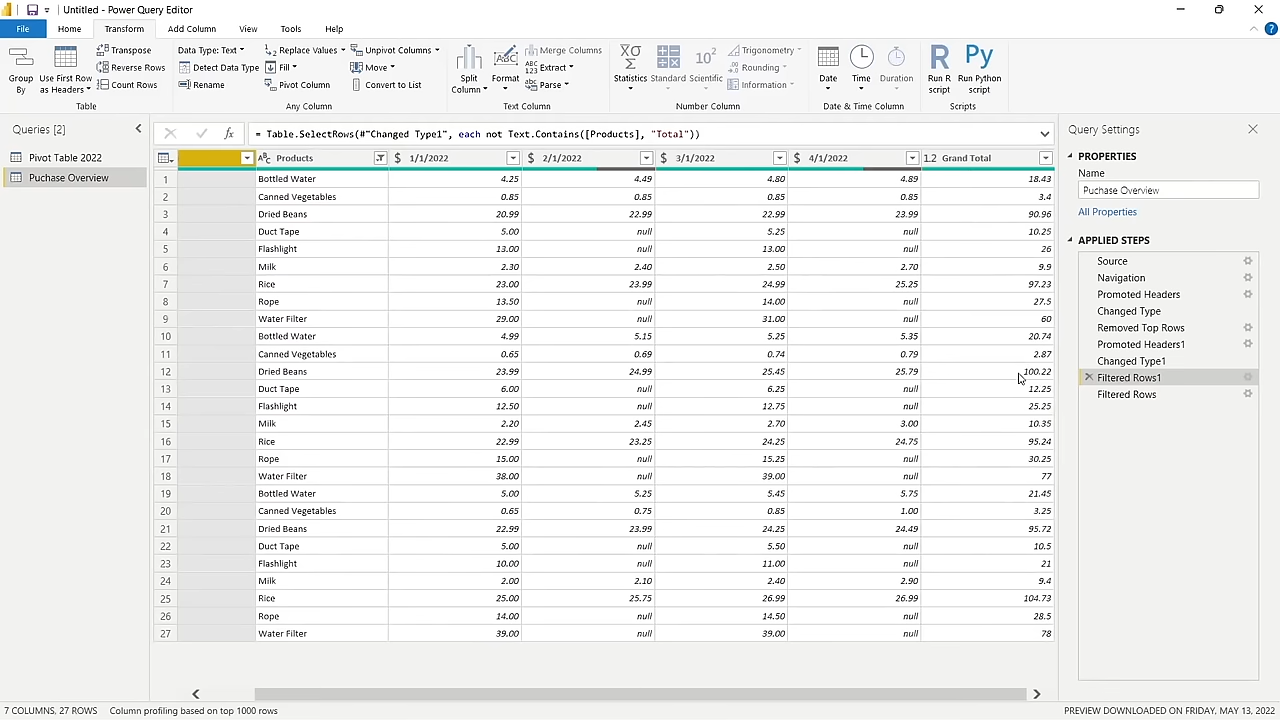 Untitled - Power Query Editor
File Home Transform Add Column View Tools Help
Group By
Use First Row as Headers
Transpose
Reverse Rows
Count Rows
Table
Data Type: Text
Detect Data Type
Rename
Replace Values
Fill
Pivot Column
Unpivot Columns
Move
Convert to List
Any Column
Split Column
Format
Merge Columns
Extract
Parse
Text Column
Statistics
Standard
Scientific
Trigonometry
Rounding
Information
Number Column
Date
Time
Duration
Date & Time Column
Run R script
Run Python script
Scripts
Queries [2]
Pivot Table 2022
Puchase Overview
= Table.SelectRows(#"Changed Type1", each not Text.Contains([Products], "Total"))
Products $ 1/1/2022 $ 2/1/2022 $ 3/1/2022 $ 4/1/2022 1.2 Grand Total
1 Bottled Water 4.25 4.49 4.80 4.89 18.43
2 Canned Vegetables 0.85 0.85 0.85 0.85 3.4
3 Dried Beans 20.99 22.99 22.99 23.99 90.96
4 Duct Tape 5.00 null 5.25 null 10.25
5 Flashlight 13.00 null 13.00 null 26
6 Milk 2.30 2.40 2.50 2.70 9.9
7 Rice 23.00 23.99 24.99 25.25 97.23
8 Rope 13.50 null 14.00 null 27.5
9 Water Filter 29.00 null 31.00 null 60
10 Bottled Water 4.99 5.15 5.25 5.35 20.74
11 Canned Vegetables 0.65 0.69 0.74 0.79 2.87
12 Dried Beans 23.99 24.99 25.45 25.79 100.22
13 Duct Tape 6.00 null 6.25 null 12.25
14 Flashlight 12.50 null 12.75 null 25.25
15 Milk 2.20 2.45 2.70 3.00 10.35
16 Rice 22.99 23.25 24.25 24.75 95.24
17 Rope 15.00 null 15.25 null 30.25
18 Water Filter 38.00 null 39.00 null 77
19 Bottled Water 5.00 5.25 5.45 5.75 21.45
20 Canned Vegetables 0.65 0.75 0.85 1.00 3.25
21 Dried Beans 22.99 23.99 24.25 24.49 95.72
22 Duct Tape 5.00 null 5.50 null 10.5
23 Flashlight 10.00 null 11.00 null 21
24 Milk 2.00 2.10 2.40 2.90 9.4
25 Rice 25.00 25.75 26.99 26.99 104.73
26 Rope 14.00 null 14.50 null 28.5
27 Water Filter 39.00 null 39.00 null 78
Query Settings
PROPERTIES
Name
Puchase Overview
All Properties
APPLIED STEPS
Source
Navigation
Promoted Headers
Changed Type
Removed Top Rows
Promoted Headers1
Changed Type1
Filtered Rows1
Filtered Rows
7 COLUMNS, 27 ROWS Column profiling based on top 1000 rows
PREVIEW DOWNLOADED ON FRIDAY, MAY 13, 2022